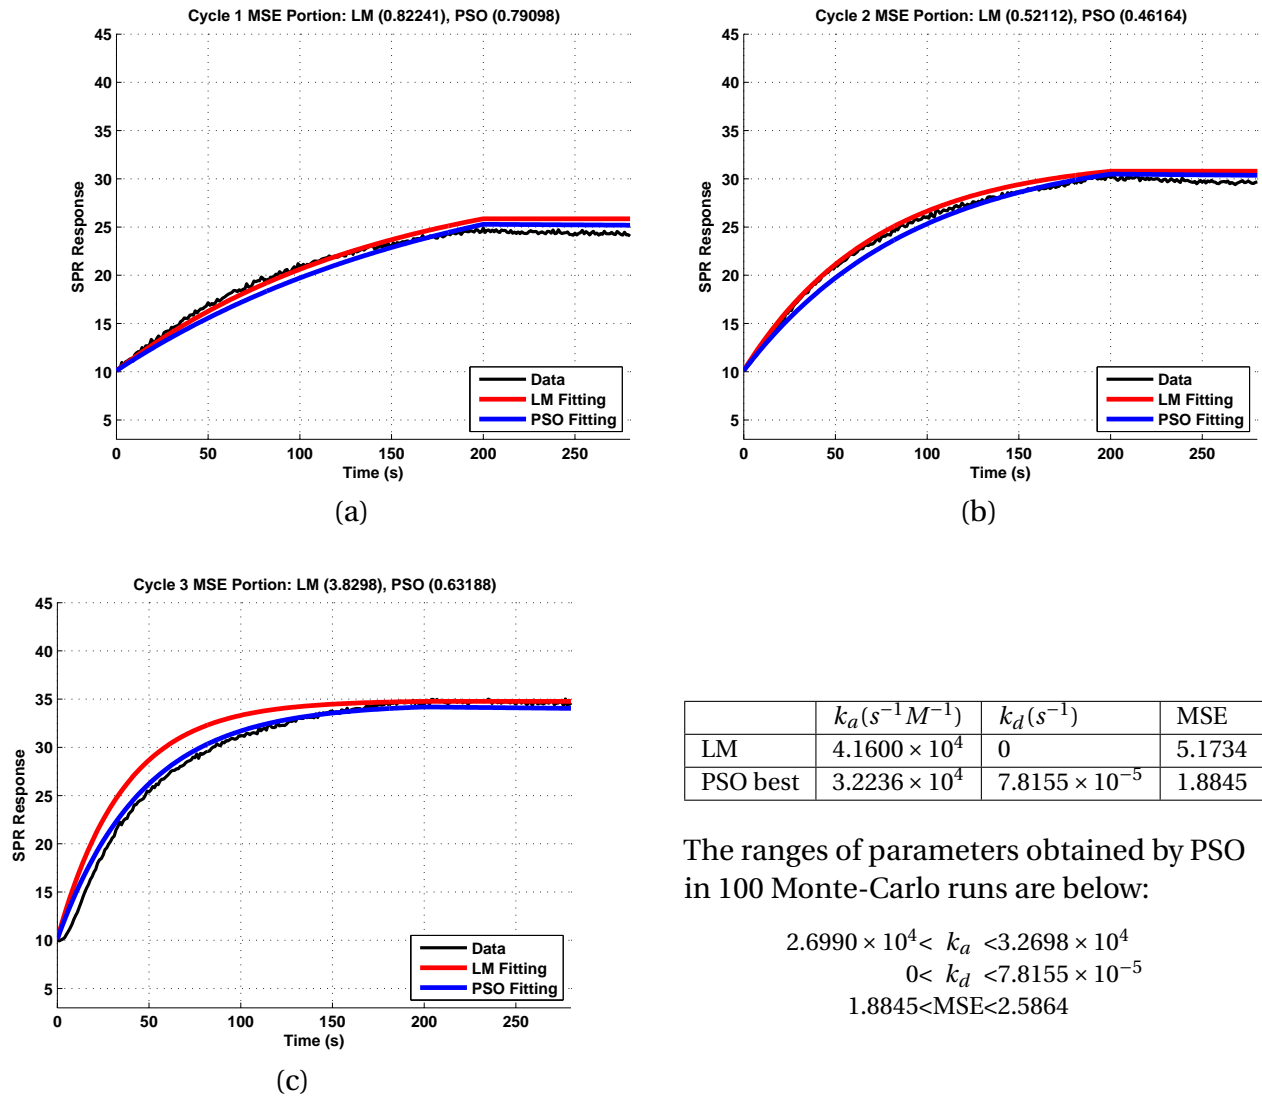 Cycle 1 MSE Portion: LM (0.82241), PSO (0.79098)
45
40
35
30
25
20
15
10
5
SPR Response
0 50 100 150 200 250
Time (s)
Data
LM Fitting
PSO Fitting
(a)
Cycle 2 MSE Portion: LM (0.52112), PSO (0.46164)
45
40
35
30
25
20
15
10
5
SPR Response
0 50 100 150 200 250
Time (s)
Data
LM Fitting
PSO Fitting
(b)
Cycle 3 MSE Portion: LM (3.8298), PSO (0.63188)
45
40
35
30
25
20
15
10
5
SPR Response
0 50 100 150 200 250
Time (s)
Data
LM Fitting
PSO Fitting
(c)
k_a(s^{-1}M^{-1}) k_d(s^{-1}) MSE
LM 4.1600 × 10^4 0 5.1734
PSO best 3.2236 × 10^4 7.8155 × 10^{-5} 1.8845
The ranges of parameters obtained by PSO
in 100 Monte-Carlo runs are below:
2.6990 × 10^4< k_a <3.2698 × 10^4
0< k_d <7.8155 × 10^{-5}
1.8845<MSE<2.5864